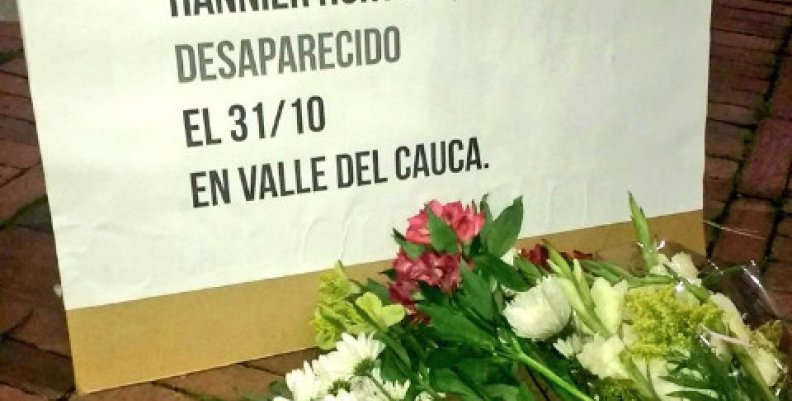 DESAPARECIDO
EL 31/10
EN VALLE DEL CAUCA.